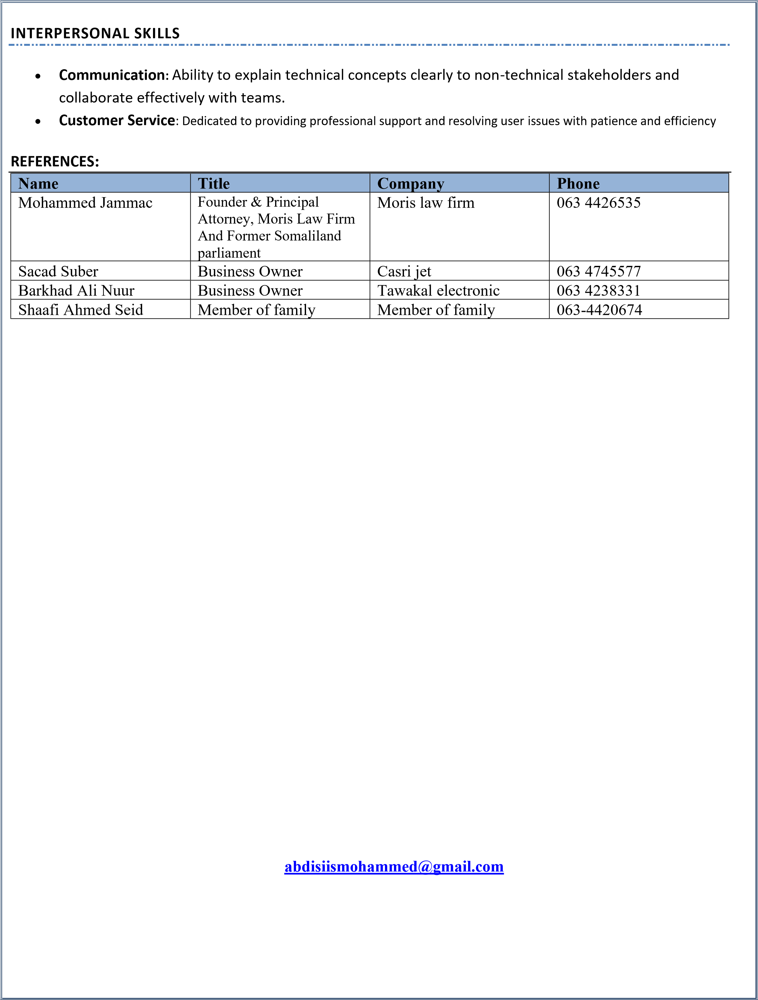 INTERPERSONAL SKILLS
• Communication: Ability to explain technical concepts clearly to non-technical stakeholders and
collaborate effectively with teams.
• Customer Service: Dedicated to providing professional support and resolving user issues with patience and efficiency
REFERENCES:
Name Title Company Phone
Mohammed Jammac Founder & Principal Moris law firm 063 4426535
Attorney, Moris Law Firm
And Former Somaliland
parliament
Sacad Suber Business Owner Casri jet 063 4745577
Barkhad Ali Nuur Business Owner Tawakal electronic 063 4238331
Shaafi Ahmed Seid Member of family Member of family 063-4420674
abdisiismohammed@gmail.com